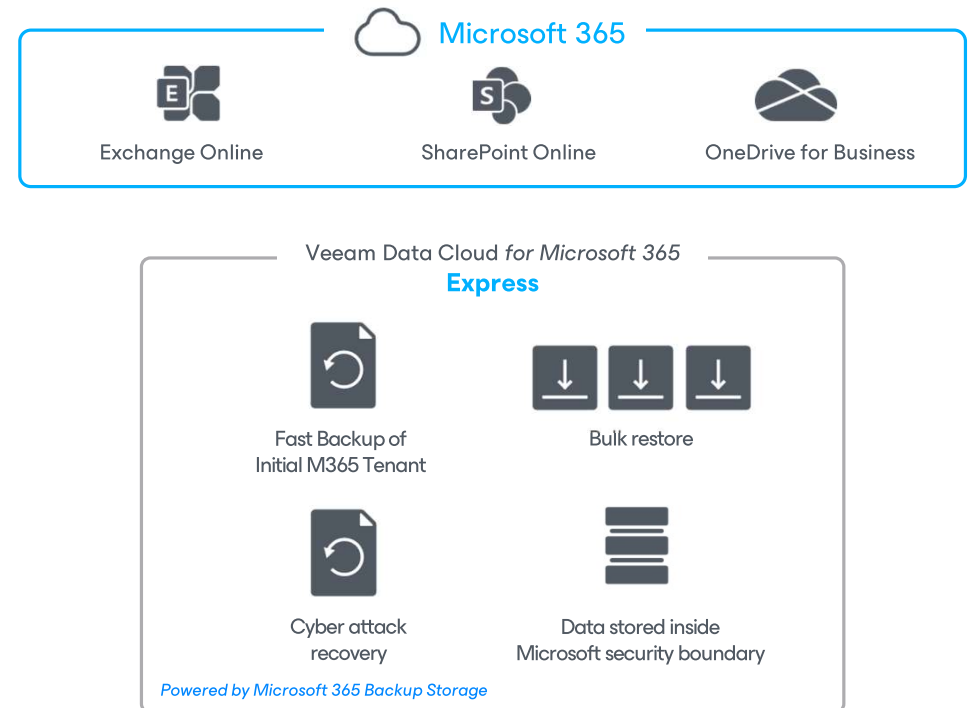 Microsoft 365
E
S
Exchange Online
SharePoint Online
OneDrive for Business
Veeam Data Cloud for Microsoft 365
Express
Fast Backup of
Initial M365 Tenant
Bulk restore
Cyber attack
recovery
Data stored inside
Microsoft security boundary
Powered by Microsoft 365 Backup Storage